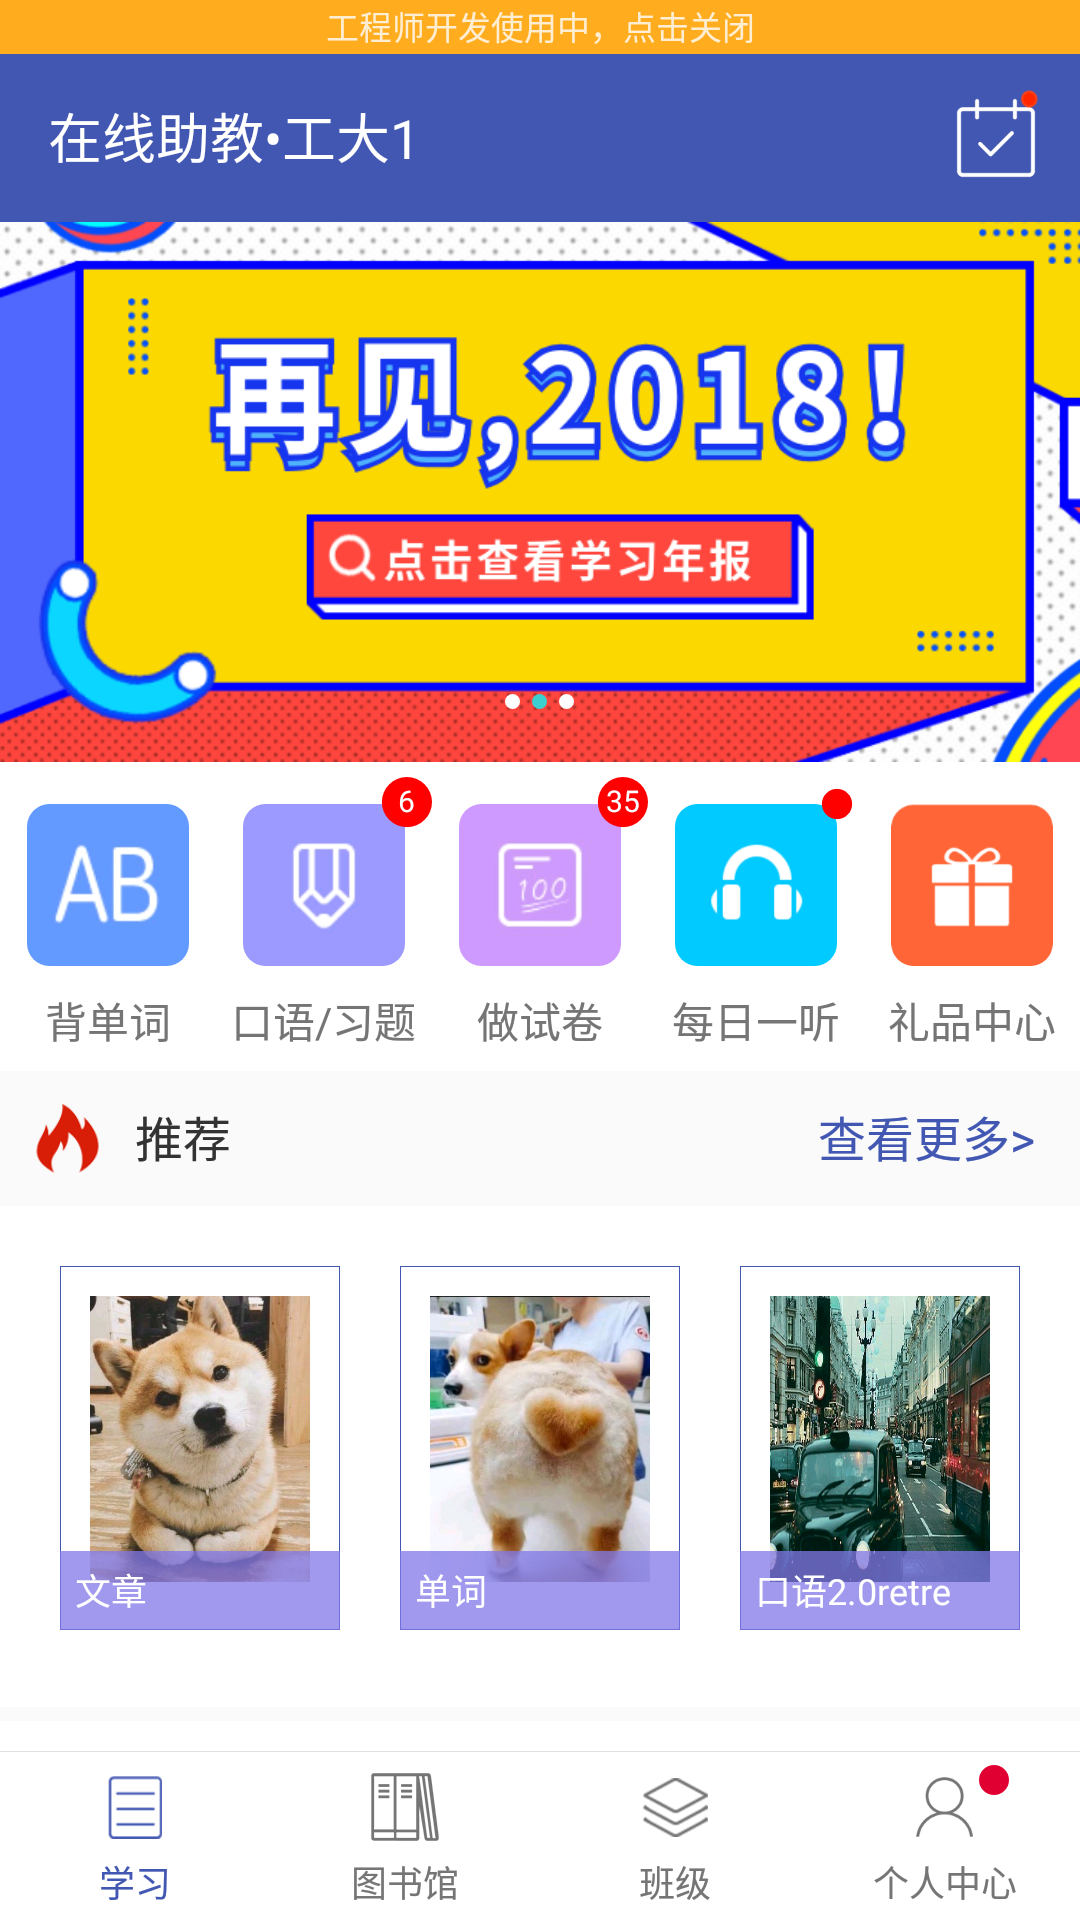 工程师开发使用中，点击关闭
在线助教•工大1
再见,2018!
点击查看学习年报
6
35
AB
100
背单词
口语/习题
做试卷
每日一听
礼品中心
推荐
查看更多>
文章
单词
口语2.0retre
学习
图书馆
班级
个人中心